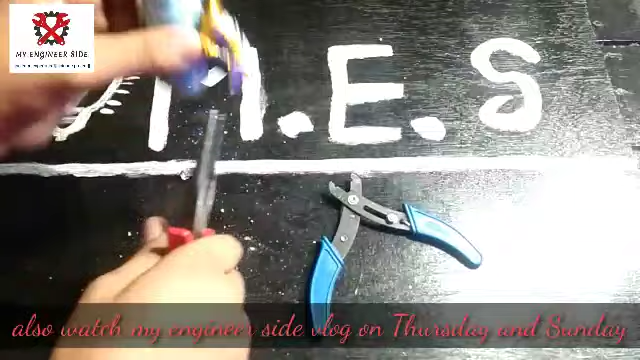 MY ENGINEER SIDE
M.E.S
also watch my engineer side vlog on Thursday and Sunday